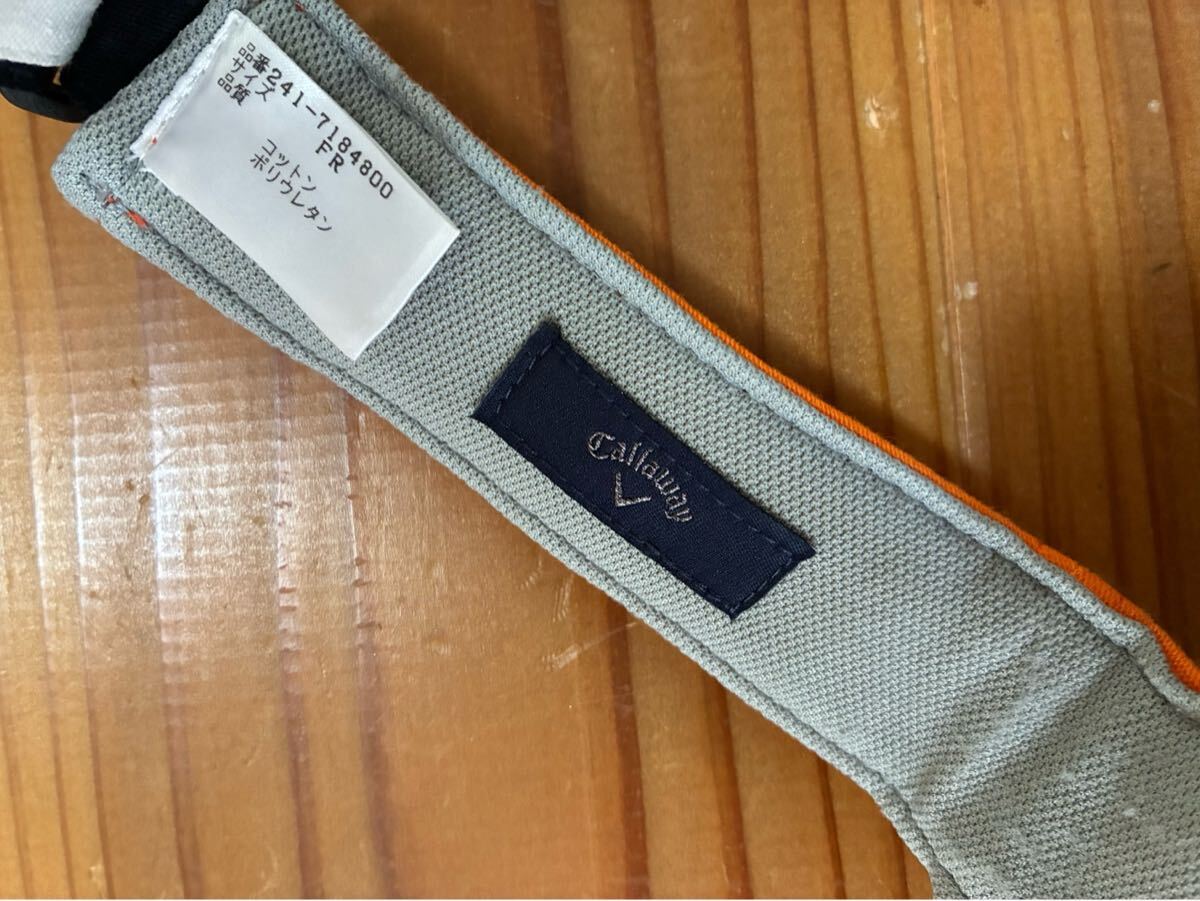 品番241-7184800
サイズ FR
品質
コットン
ポリウレタン
Callaway